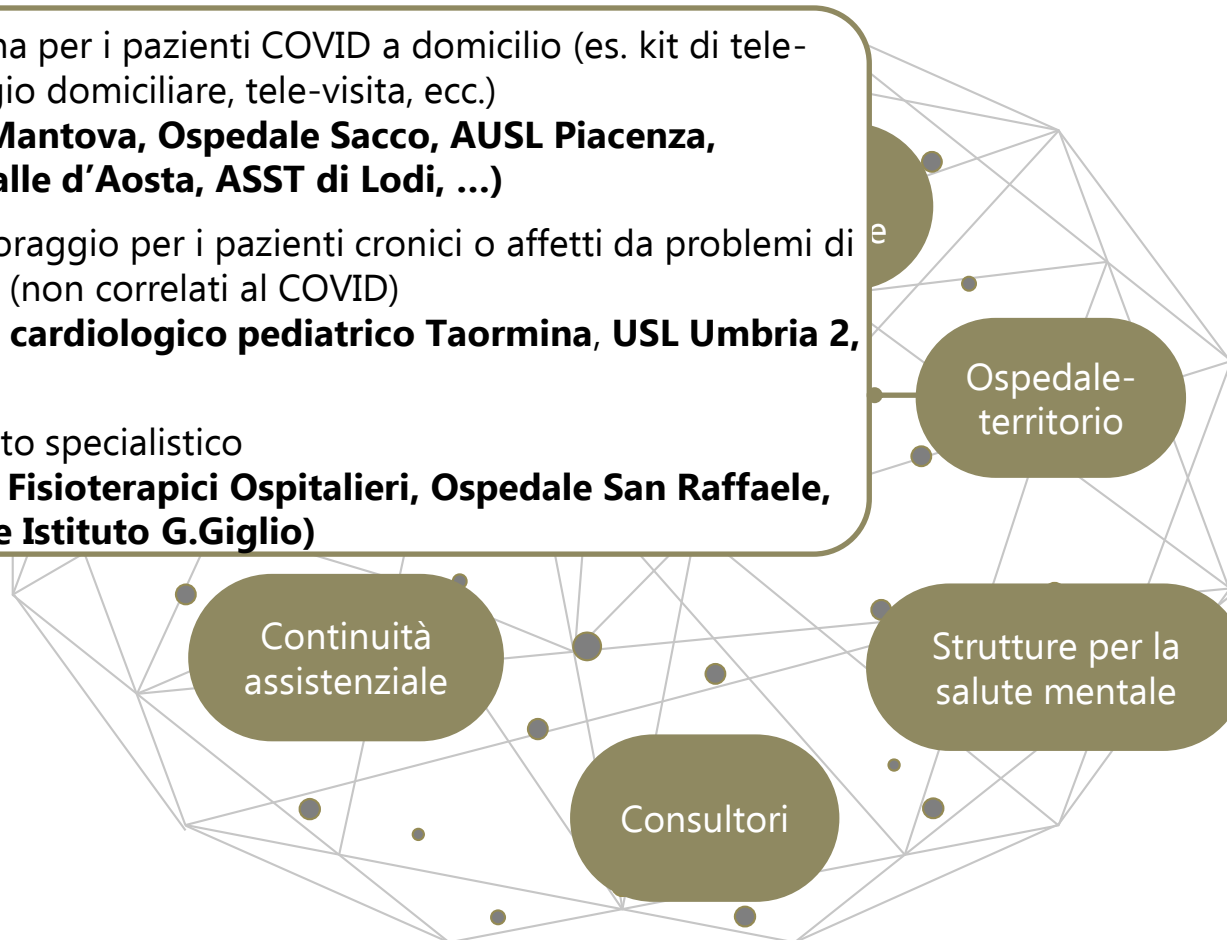 na per i pazienti COVID a domicilio (es. kit di tele-
gio domiciliare, tele-visita, ecc.)
Mantova, Ospedale Sacco, AUSL Piacenza,
alle d’Aosta, ASST di Lodi, …)
oraggio per i pazienti cronici o affetti da problemi di
(non correlati al COVID)
cardiologico pediatrico Taormina, USL Umbria 2,
to specialistico
Fisioterapici Ospitalieri, Ospedale San Raffaele,
e Istituto G.Giglio)
e
Ospedale-
territorio
Continuità
assistenziale
Strutture per la
salute mentale
Consultori